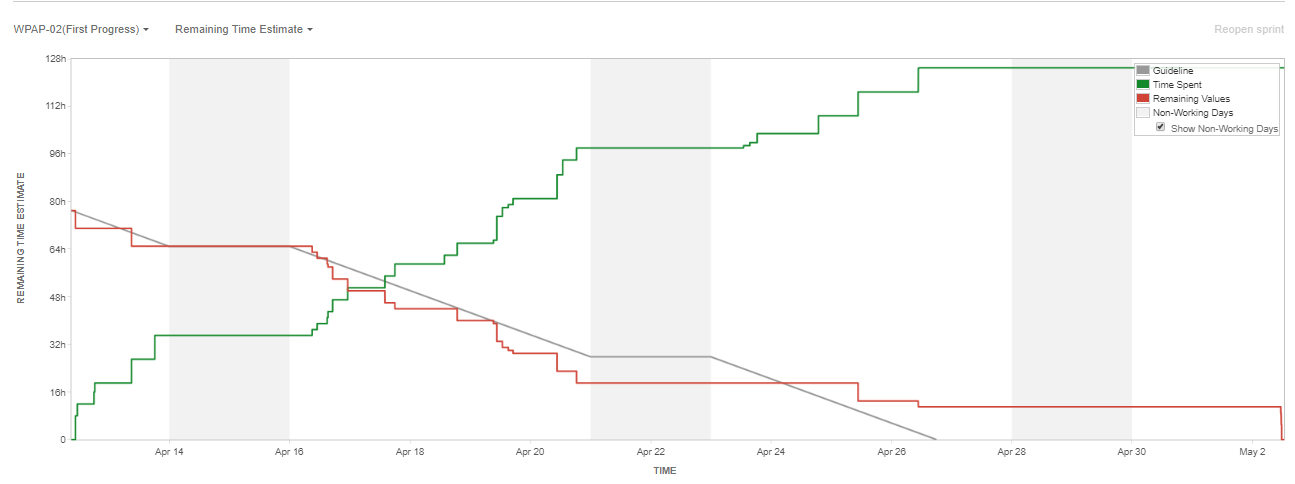 WPAP-02(First Progress) Remaining Time Estimate Reopen sprint
128h
112h
96h
80h
64h
48h
32h
16h
0
REMAINING TIME ESTIMATE
Guideline
Time Spent
Remaining Values
Non-Working Days
Show Non-Working Days
Apr 14 Apr 16 Apr 18 Apr 20 Apr 22 Apr 24 Apr 26 Apr 28 Apr 30 May 2
TIME